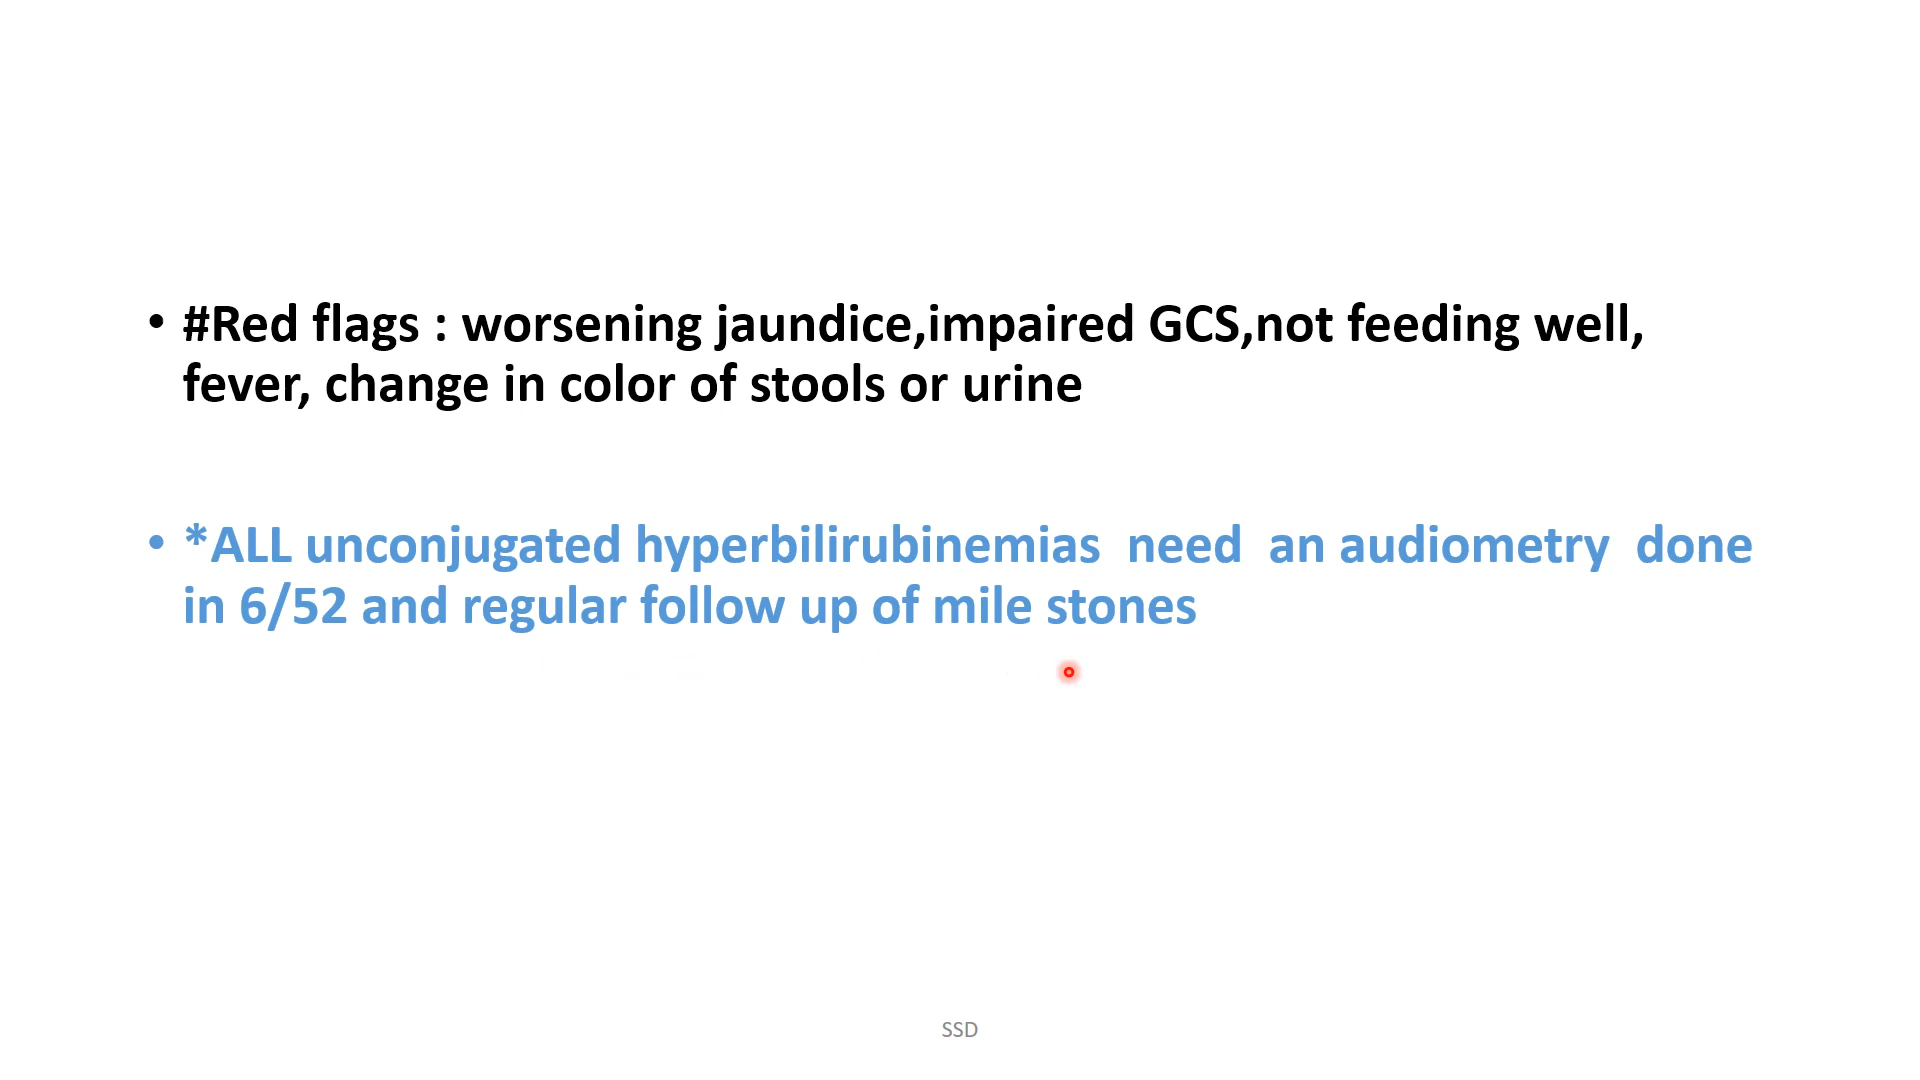 • #Red flags : worsening jaundice,impaired GCS,not feeding well,
fever, change in color of stools or urine
• *ALL unconjugated hyperbilirubinemias need an audiometry done
in 6/52 and regular follow up of mile stones
SSD